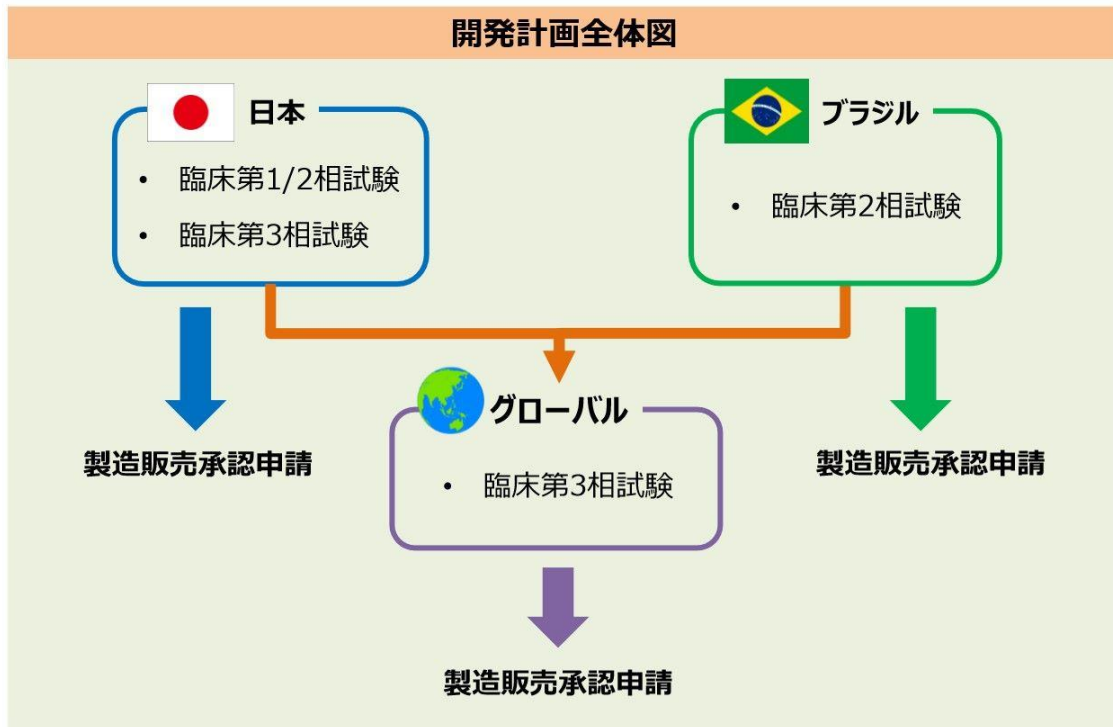 開発計画全体図
日本
• 臨床第1/2相試験
• 臨床第3相試験
製造販売承認申請
ブラジル
• 臨床第2相試験
製造販売承認申請
グローバル
• 臨床第3相試験
製造販売承認申請